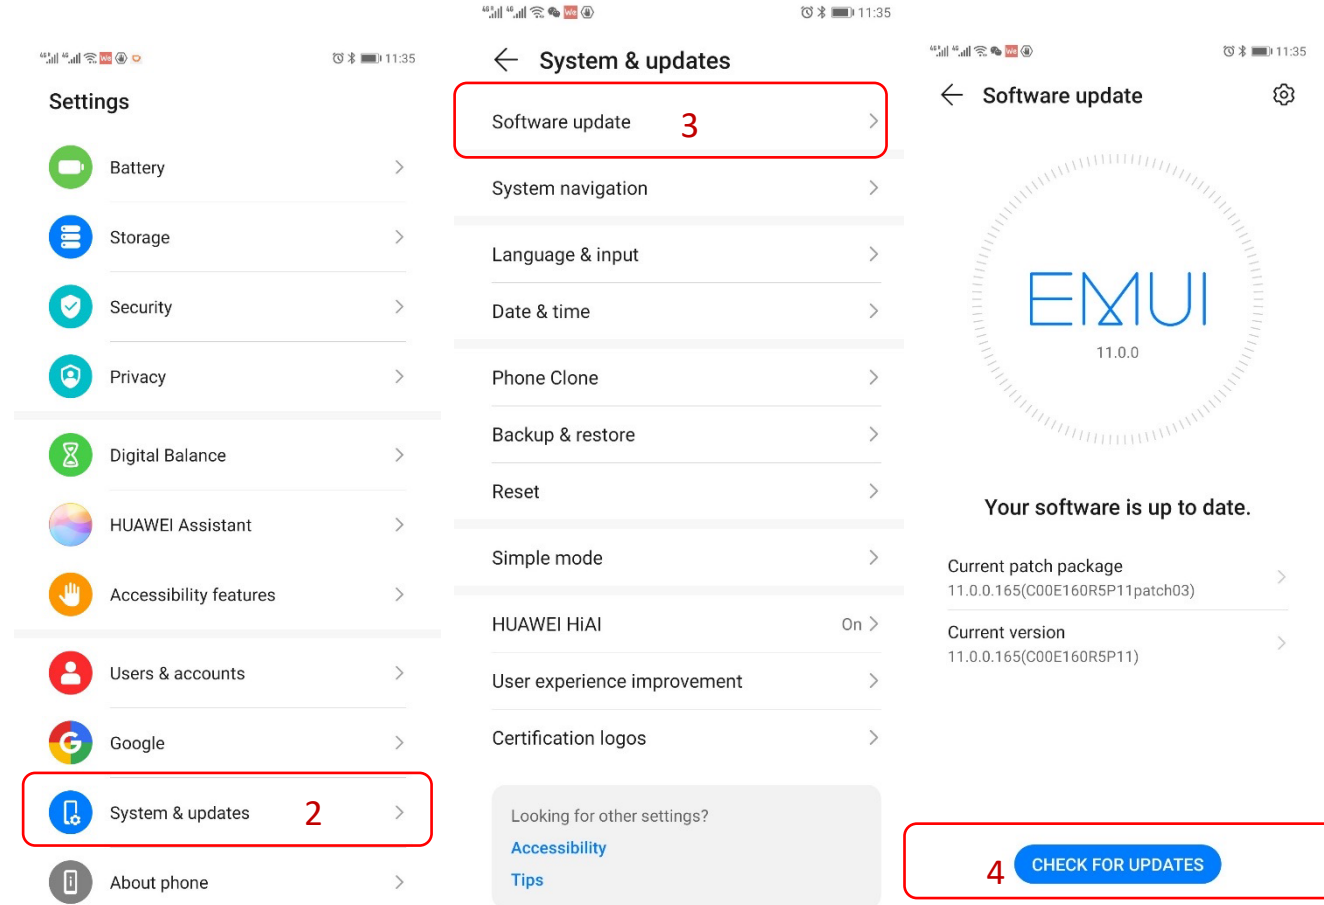 11:35
Settings
Battery
Storage
Security
Privacy
Digital Balance
HUAWEI Assistant
Accessibility features
Users & accounts
Google
System & updates 2
About phone
11:35
System & updates
Software update 3
System navigation
Language & input
Date & time
Phone Clone
Backup & restore
Reset
Simple mode
HUAWEI HiAI On
User experience improvement
Certification logos
Looking for other settings?
Accessibility
Tips
11:35
Software update
EMUI
11.0.0
Your software is up to date.
Current patch package
11.0.0.165(C00E160R5P11patch03)
Current version
11.0.0.165(C00E160R5P11)
4 CHECK FOR UPDATES